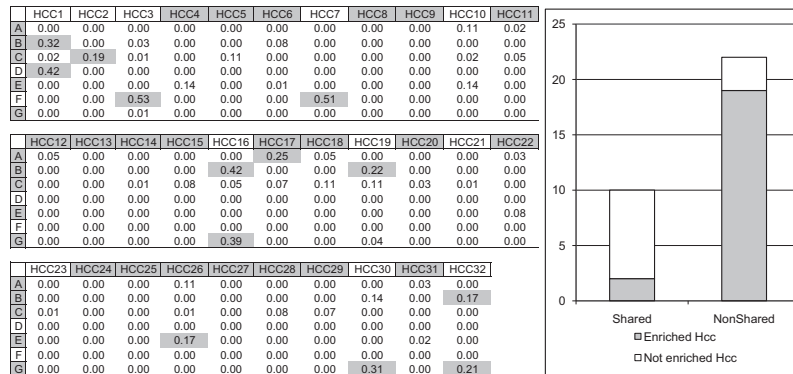 HCC1 HCC2 HCC3 HCC4 HCC5 HCC6 HCC7 HCC8 HCC9 HCC10 HCC11
A 0.00 0.00 0.00 0.00 0.00 0.00 0.00 0.00 0.00 0.11 0.02
B 0.32 0.00 0.03 0.00 0.00 0.08 0.00 0.00 0.00 0.00 0.00
C 0.02 0.19 0.01 0.00 0.11 0.00 0.00 0.00 0.00 0.02 0.05
D 0.42 0.00 0.00 0.00 0.00 0.00 0.00 0.00 0.00 0.00 0.00
E 0.00 0.00 0.00 0.14 0.00 0.01 0.00 0.00 0.00 0.14 0.00
F 0.00 0.00 0.53 0.00 0.00 0.00 0.51 0.00 0.00 0.00 0.00
G 0.00 0.00 0.01 0.00 0.00 0.00 0.00 0.00 0.00 0.00 0.00
HCC12 HCC13 HCC14 HCC15 HCC16 HCC17 HCC18 HCC19 HCC20 HCC21 HCC22
A 0.05 0.00 0.00 0.00 0.00 0.25 0.05 0.00 0.00 0.00 0.03
B 0.00 0.00 0.00 0.00 0.42 0.00 0.00 0.22 0.00 0.00 0.00
C 0.00 0.00 0.01 0.08 0.05 0.07 0.11 0.11 0.03 0.01 0.00
D 0.00 0.00 0.00 0.00 0.00 0.00 0.00 0.00 0.00 0.00 0.00
E 0.00 0.00 0.00 0.00 0.00 0.00 0.00 0.00 0.00 0.00 0.08
F 0.00 0.00 0.00 0.00 0.00 0.00 0.00 0.00 0.00 0.00 0.00
G 0.00 0.00 0.00 0.00 0.39 0.00 0.00 0.04 0.00 0.00 0.00
HCC23 HCC24 HCC25 HCC26 HCC27 HCC28 HCC29 HCC30 HCC31 HCC32
A 0.00 0.00 0.00 0.11 0.00 0.00 0.00 0.00 0.03 0.00
B 0.00 0.00 0.00 0.00 0.00 0.00 0.00 0.14 0.00 0.17
C 0.01 0.00 0.00 0.01 0.00 0.08 0.07 0.00 0.00 0.00
D 0.00 0.00 0.00 0.00 0.00 0.00 0.00 0.00 0.00 0.00
E 0.00 0.00 0.00 0.17 0.00 0.00 0.00 0.00 0.02 0.00
F 0.00 0.00 0.00 0.00 0.00 0.00 0.00 0.00 0.00 0.00
G 0.00 0.00 0.00 0.00 0.00 0.00 0.00 0.31 0.00 0.21
25
20
15
10
5
0
Shared NonShared
Enriched Hcc
Not enriched Hcc